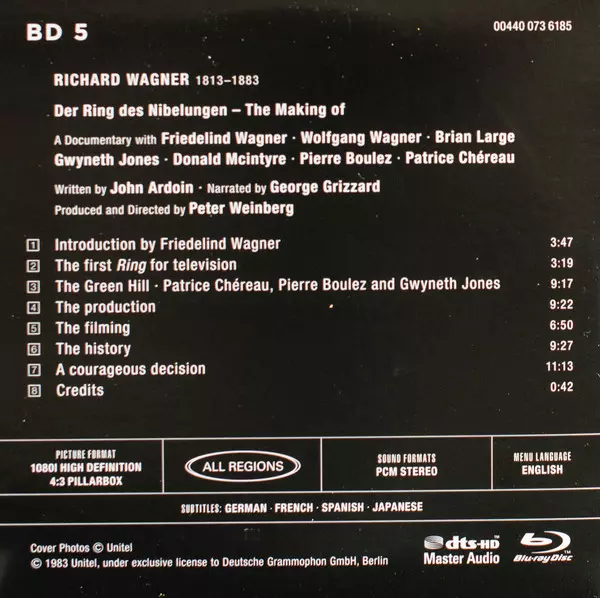 BD 5
00440 073 6185
RICHARD WAGNER 1813–1883
Der Ring des Nibelungen – The Making of
A Documentary with Friedelind Wagner · Wolfgang Wagner · Brian Large
Gwyneth Jones · Donald Mcintyre · Pierre Boulez · Patrice Chéreau
Written by John Ardoin · Narrated by George Grizzard
Produced and Directed by Peter Weinberg
1 Introduction by Friedelind Wagner 3:47
2 The first Ring for television 3:19
3 The Green Hill · Patrice Chéreau, Pierre Boulez and Gwyneth Jones 9:17
4 The production 9:22
5 The filming 6:50
6 The history 9:27
7 A courageous decision 11:13
8 Credits 0:42
PICTURE FORMAT
1080I HIGH DEFINITION
4:3 PILLARBOX
ALL REGIONS
SOUND FORMATS
PCM STEREO
MENU LANGUAGE
ENGLISH
SUBTITLES: GERMAN · FRENCH · SPANISH · JAPANESE
Cover Photos © Unitel
© 1983 Unitel, under exclusive license to Deutsche Grammophon GmbH, Berlin
dts-HD
Master Audio
Blu-ray Disc